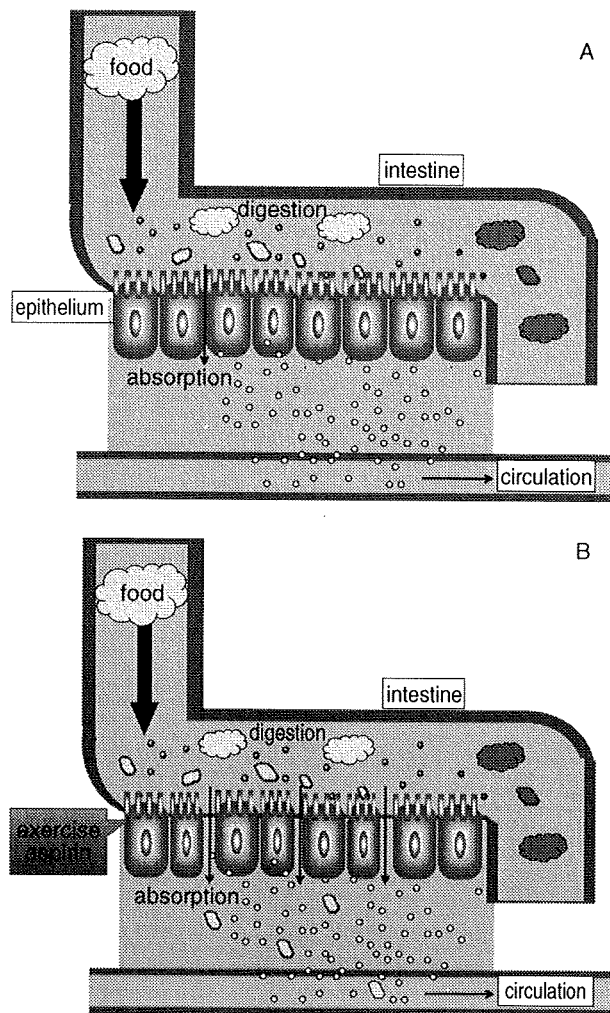 A
food
intestine
digestion
epithelium
absorption
circulation
B
food
intestine
digestion
exercise
aspirin
absorption
circulation